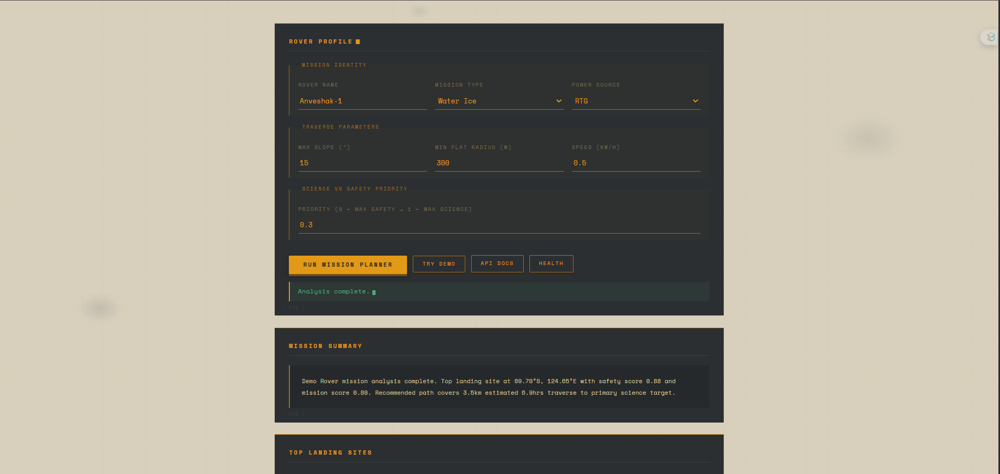 ROVER PROFILE
MISSION IDENTITY
ROVER NAME MISSION TYPE POWER SOURCE
Anveshak-1 Water Ice RTG
TRAVERSE PARAMETERS
MAX SLOPE (°) MIN FLAT RADIUS (M) SPEED (KM/H)
15 300 0.5
SCIENCE VS SAFETY PRIORITY
PRIORITY (0 = MAX SAFETY → 1 = MAX SCIENCE)
0.3
RUN MISSION PLANNER TRY DEMO API DOCS HEALTH
Analysis complete.
[ SYS ]
MISSION SUMMARY
Demo Rover mission analysis complete. Top landing site at 89.70°S, 124.65°E with safety score 0.88 and
mission score 0.80. Recommended path covers 3.5km estimated 6.9hrs traverse to primary science target.
[ SYS ]
TOP LANDING SITES